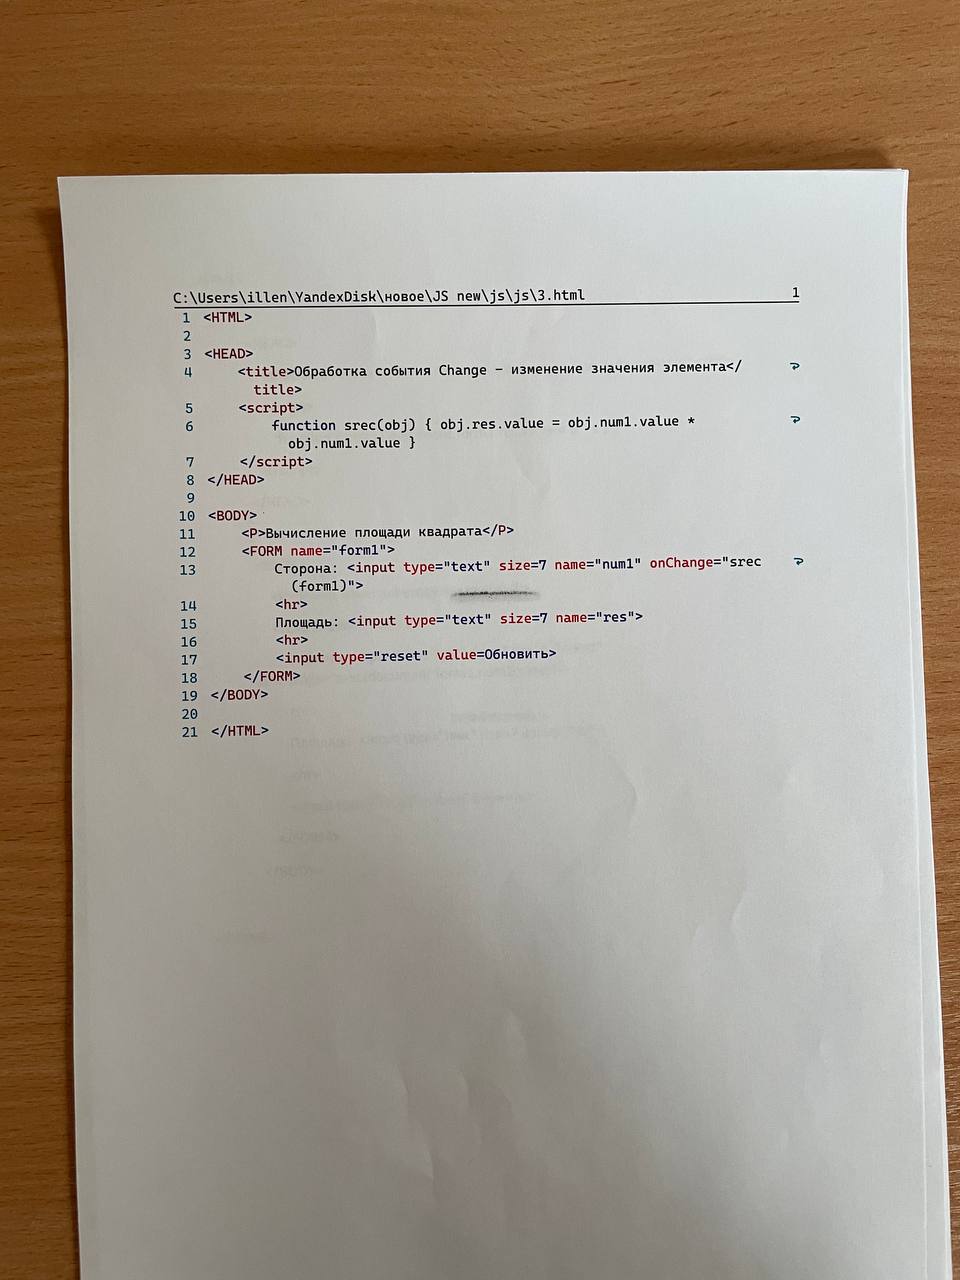 C:\Users\illen\YandexDisk\новое\JS new\js\js\3.html 1
1 <HTML>
2
3 <HEAD>
4 <title>Обработка события Change - изменение значения элемента</
title>
5 <script>
6 function srec(obj) { obj.res.value = obj.num1.value *
obj.num1.value }
7 </script>
8 </HEAD>
9
10 <BODY>
11 <P>Вычисление площади квадрата</P>
12 <FORM name="form1">
13 Сторона: <input type="text" size=7 name="num1" onChange="srec
(form1)">
14 <hr>
15 Площадь: <input type="text" size=7 name="res">
16 <hr>
17 <input type="reset" value=Обновить>
18 </FORM>
19 </BODY>
20
21 </HTML>